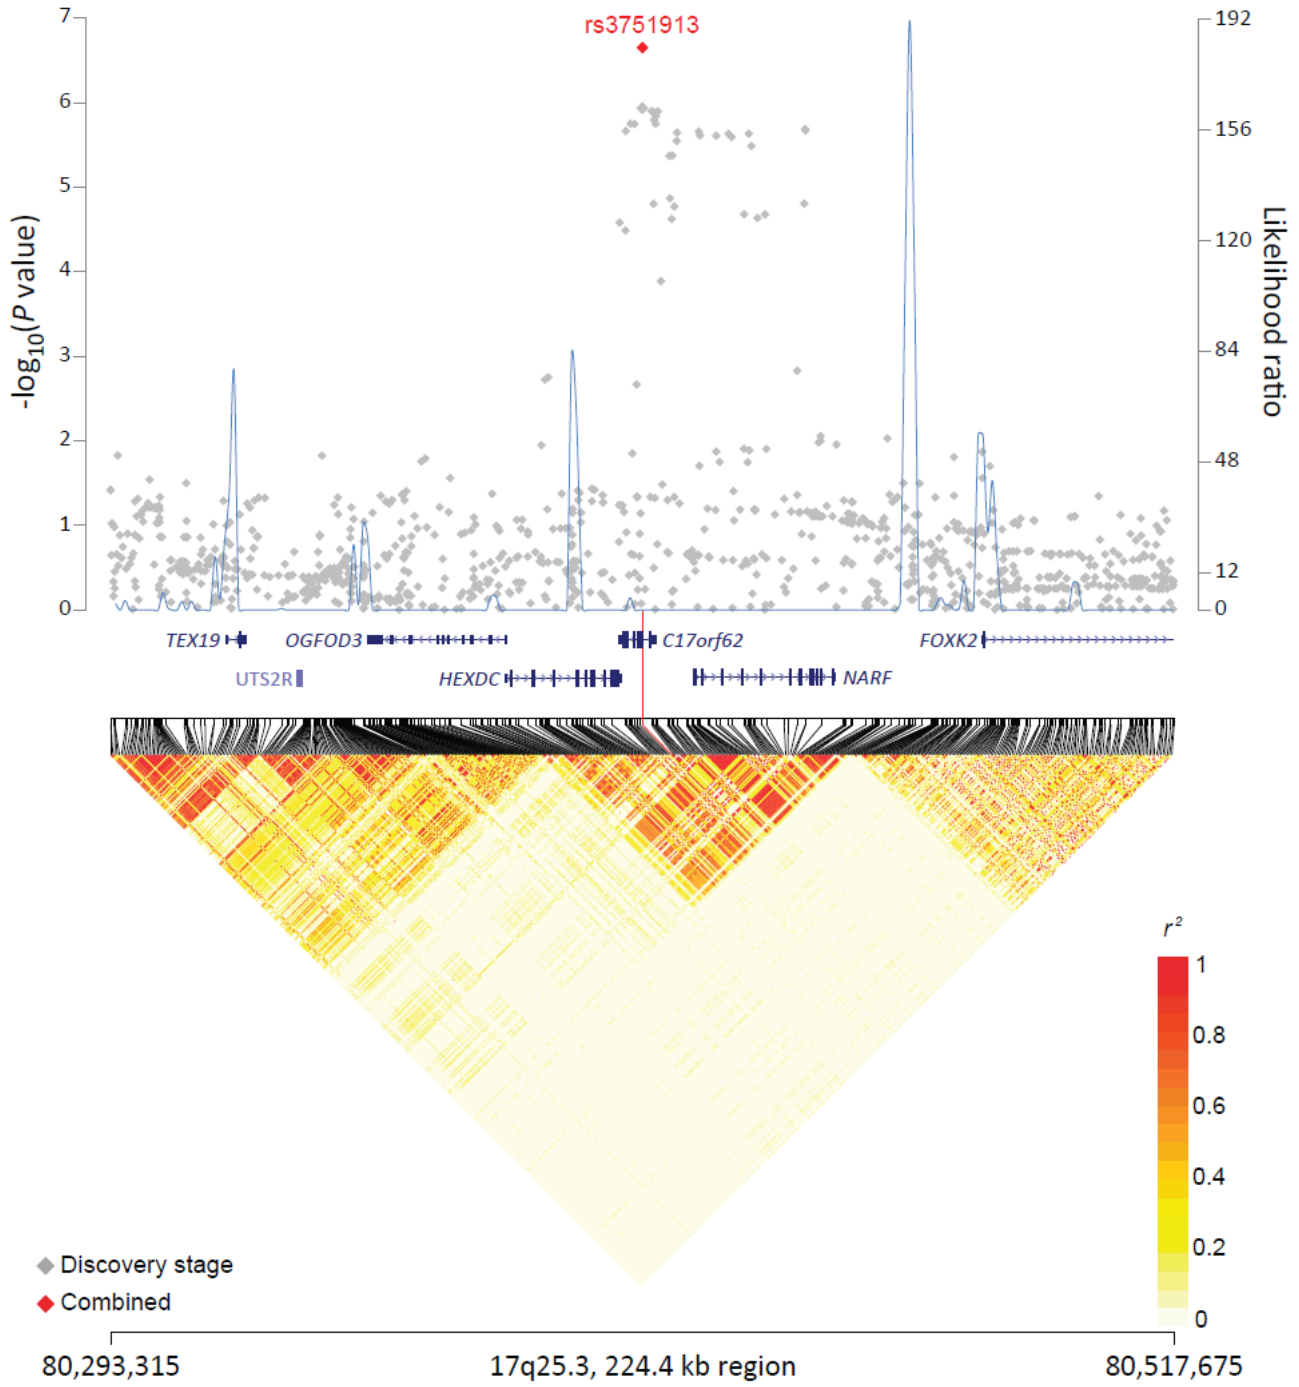 rs3751913
7
6
5
4
3
2
1
0
-log10(P value)
192
156
120
84
48
12
0
Likelihood ratio
TEX19
OGFOD3
C17orf62
FOXK2
UTS2R
HEXDC
NARF
r²
1
0.8
0.6
0.4
0.2
0
Discovery stage
Combined
80,293,315
17q25.3, 224.4 kb region
80,517,675